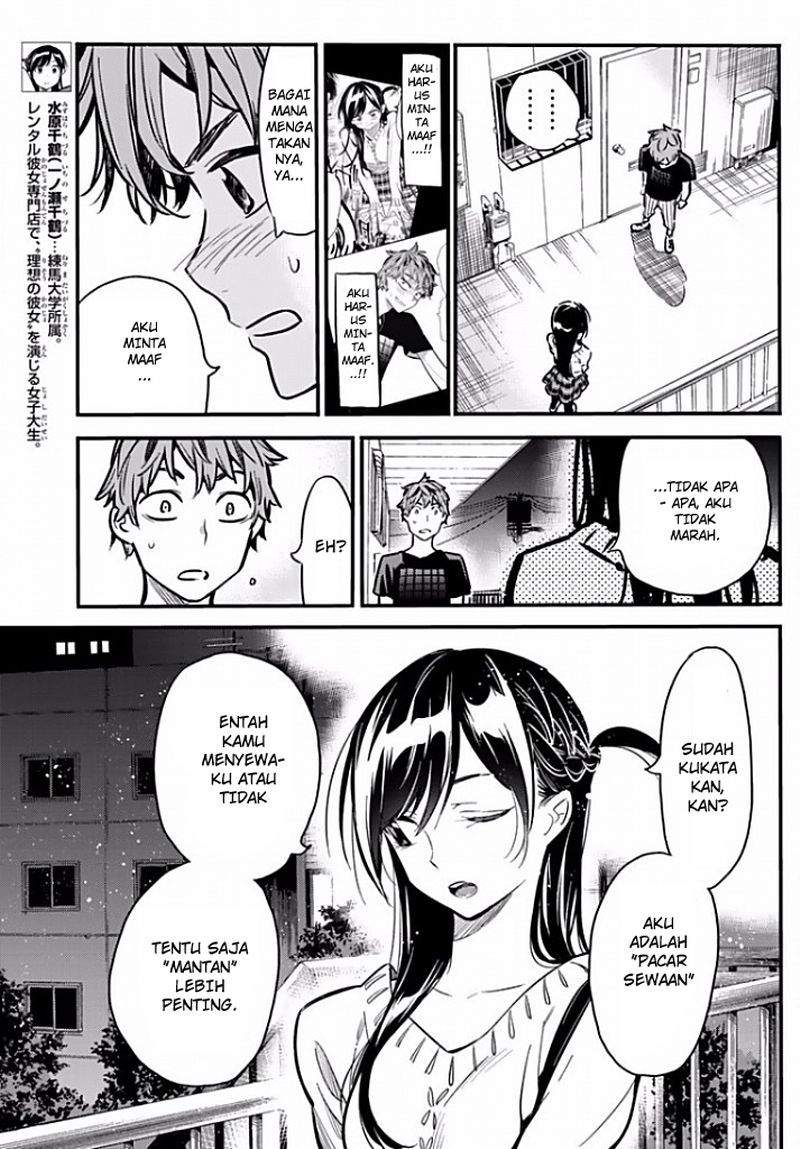 ⋮⋮
AKU
HAR-
US
MIN-
TA
MAAF
...!!
AKU
HAR-
US
MIN-
TA
MAAF.
...!!
BAGAI
MANA
MENGA
TAKAN
NYA,
YA...
AKU
MINTA
MAAF
...
...TIDAK
APA
- APA, AKU
TIDAK
MARAH.
EH?
SUDAH
KUKATA
KAN,
KAN?
AKU
ADALAH
"PACAR
SEWAAN"
ENTAH
KAMU
MENYEWA-
KU ATAU
TIDAK
TENTU SAJA
"MANTAN"
LEBIH
PENTING.
水原千鶴(一ノ瀬千鶴)…練馬大学所属。
レンタル彼女専門店で、“理想の彼女”を演じる女子大生。